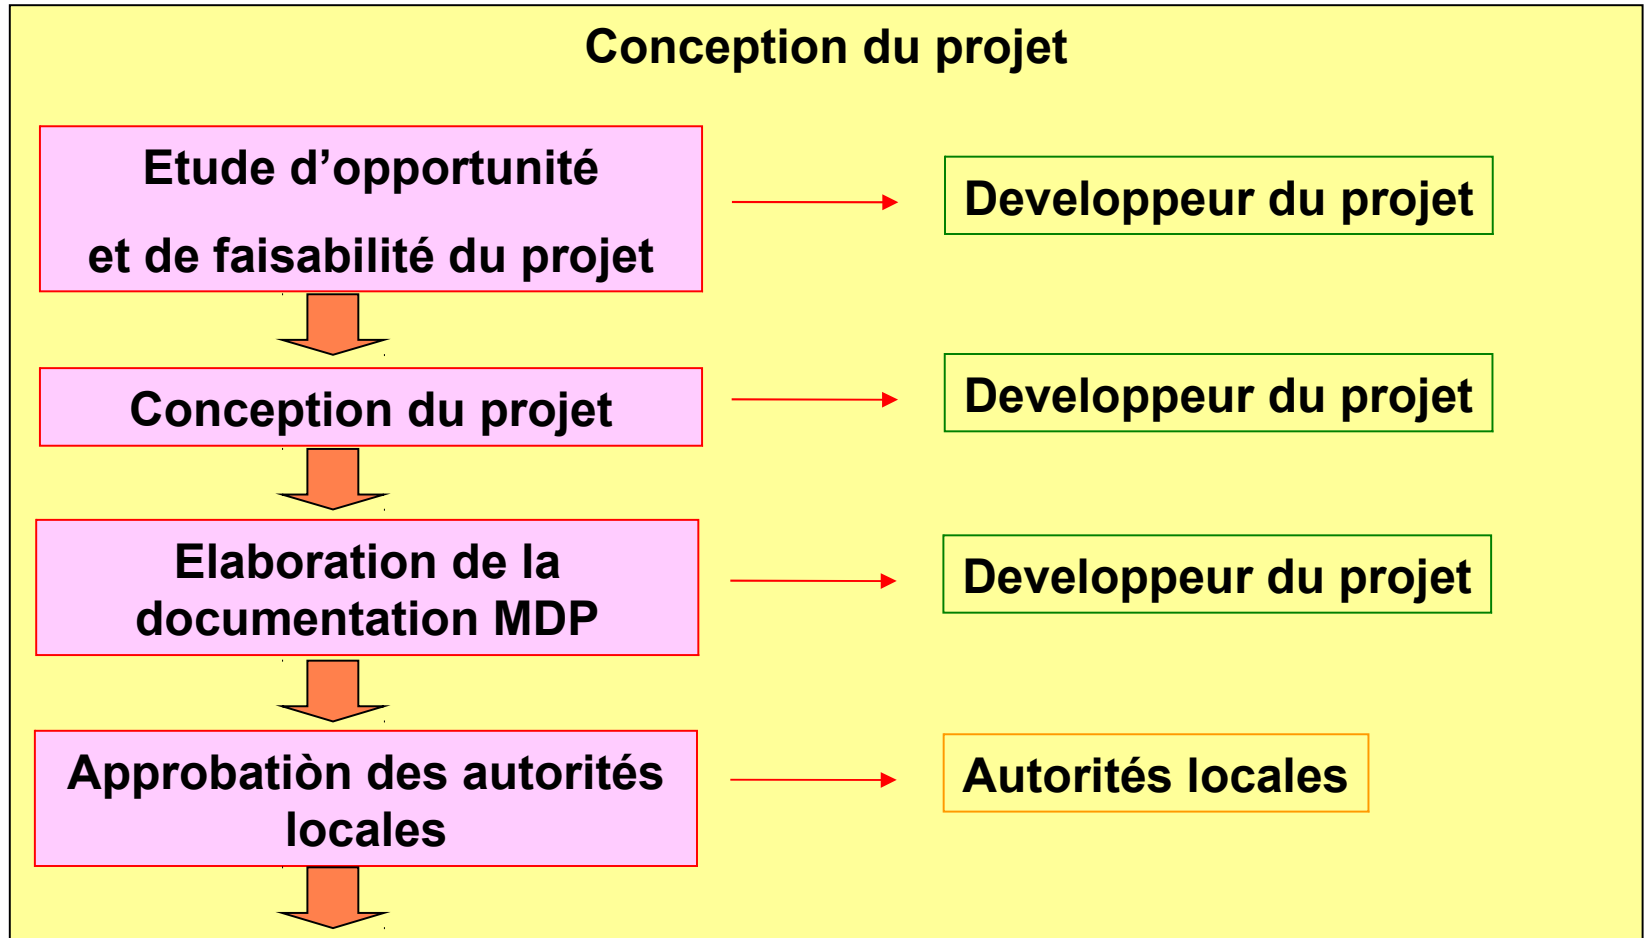 Conception du projet
Etude d’opportunité
et de faisabilité du projet
Developpeur du projet
Conception du projet
Developpeur du projet
Elaboration de la
documentation MDP
Developpeur du projet
Approbatiòn des autorités
locales
Autorités locales